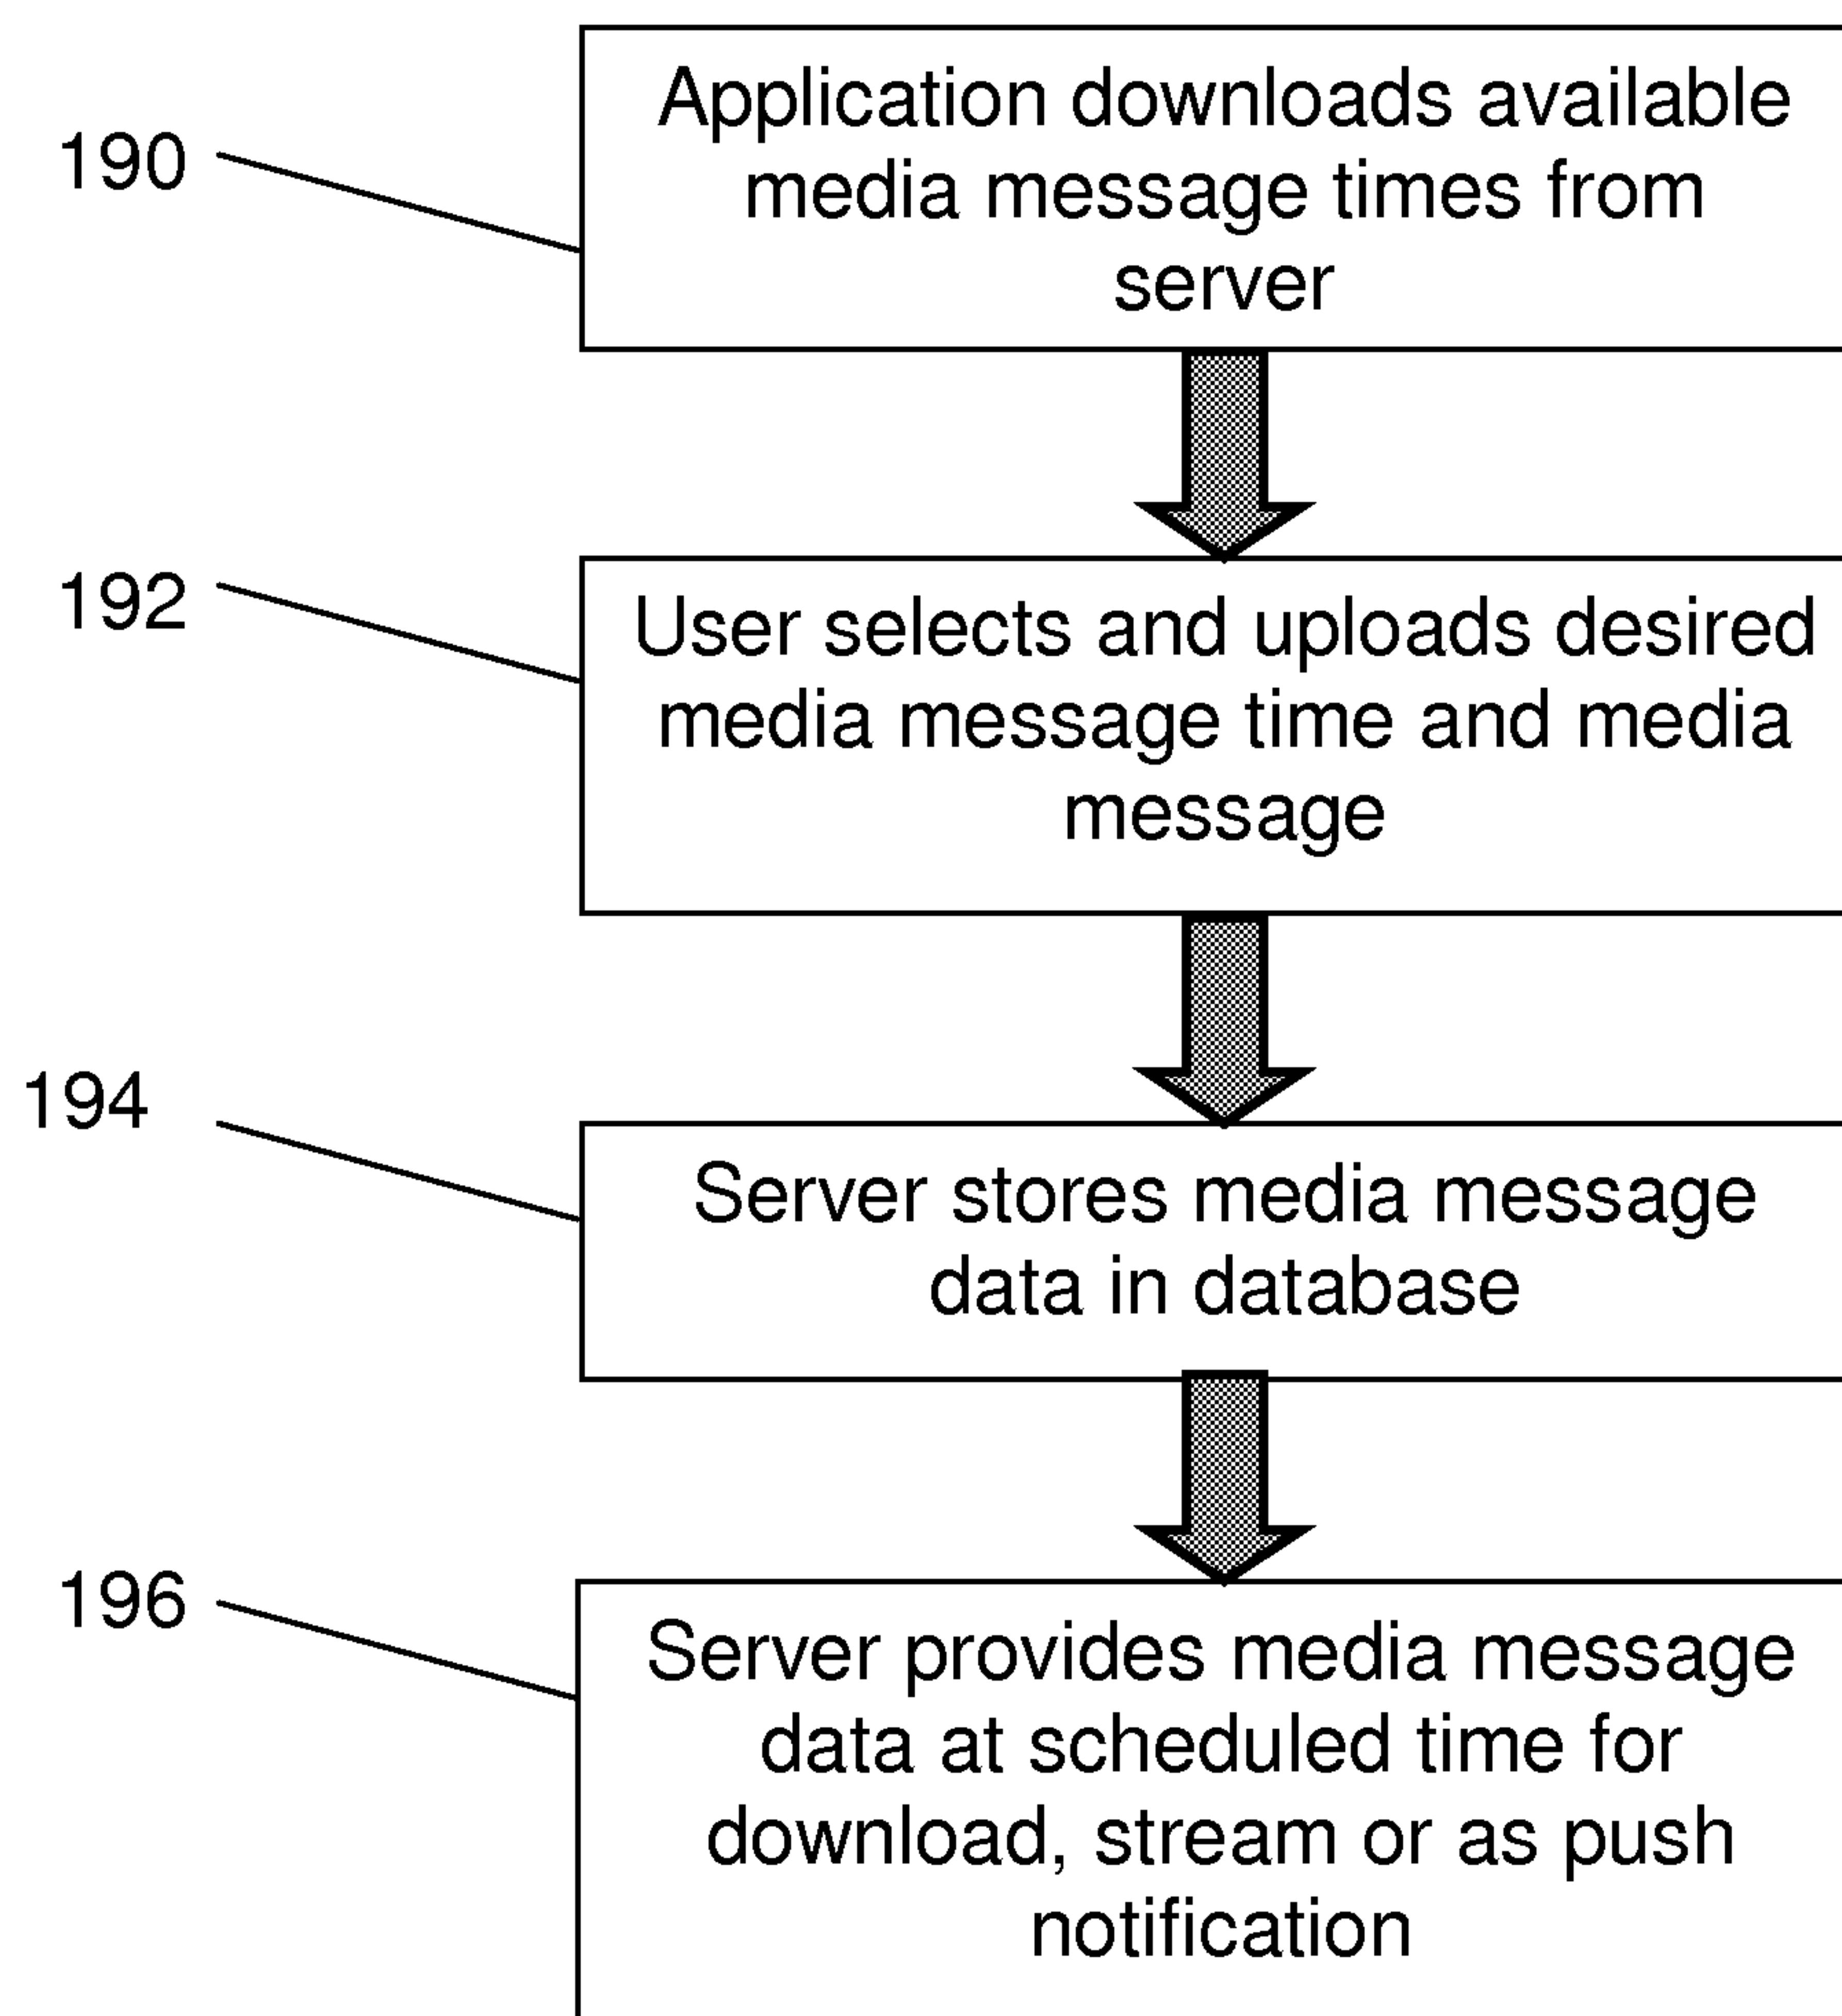 190
Application downloads available
media message times from
server
192
User selects and uploads desired
media message time and media
message
194
Server stores media message
data in database
196
Server provides media message
data at scheduled time for
download, stream or as push
notification